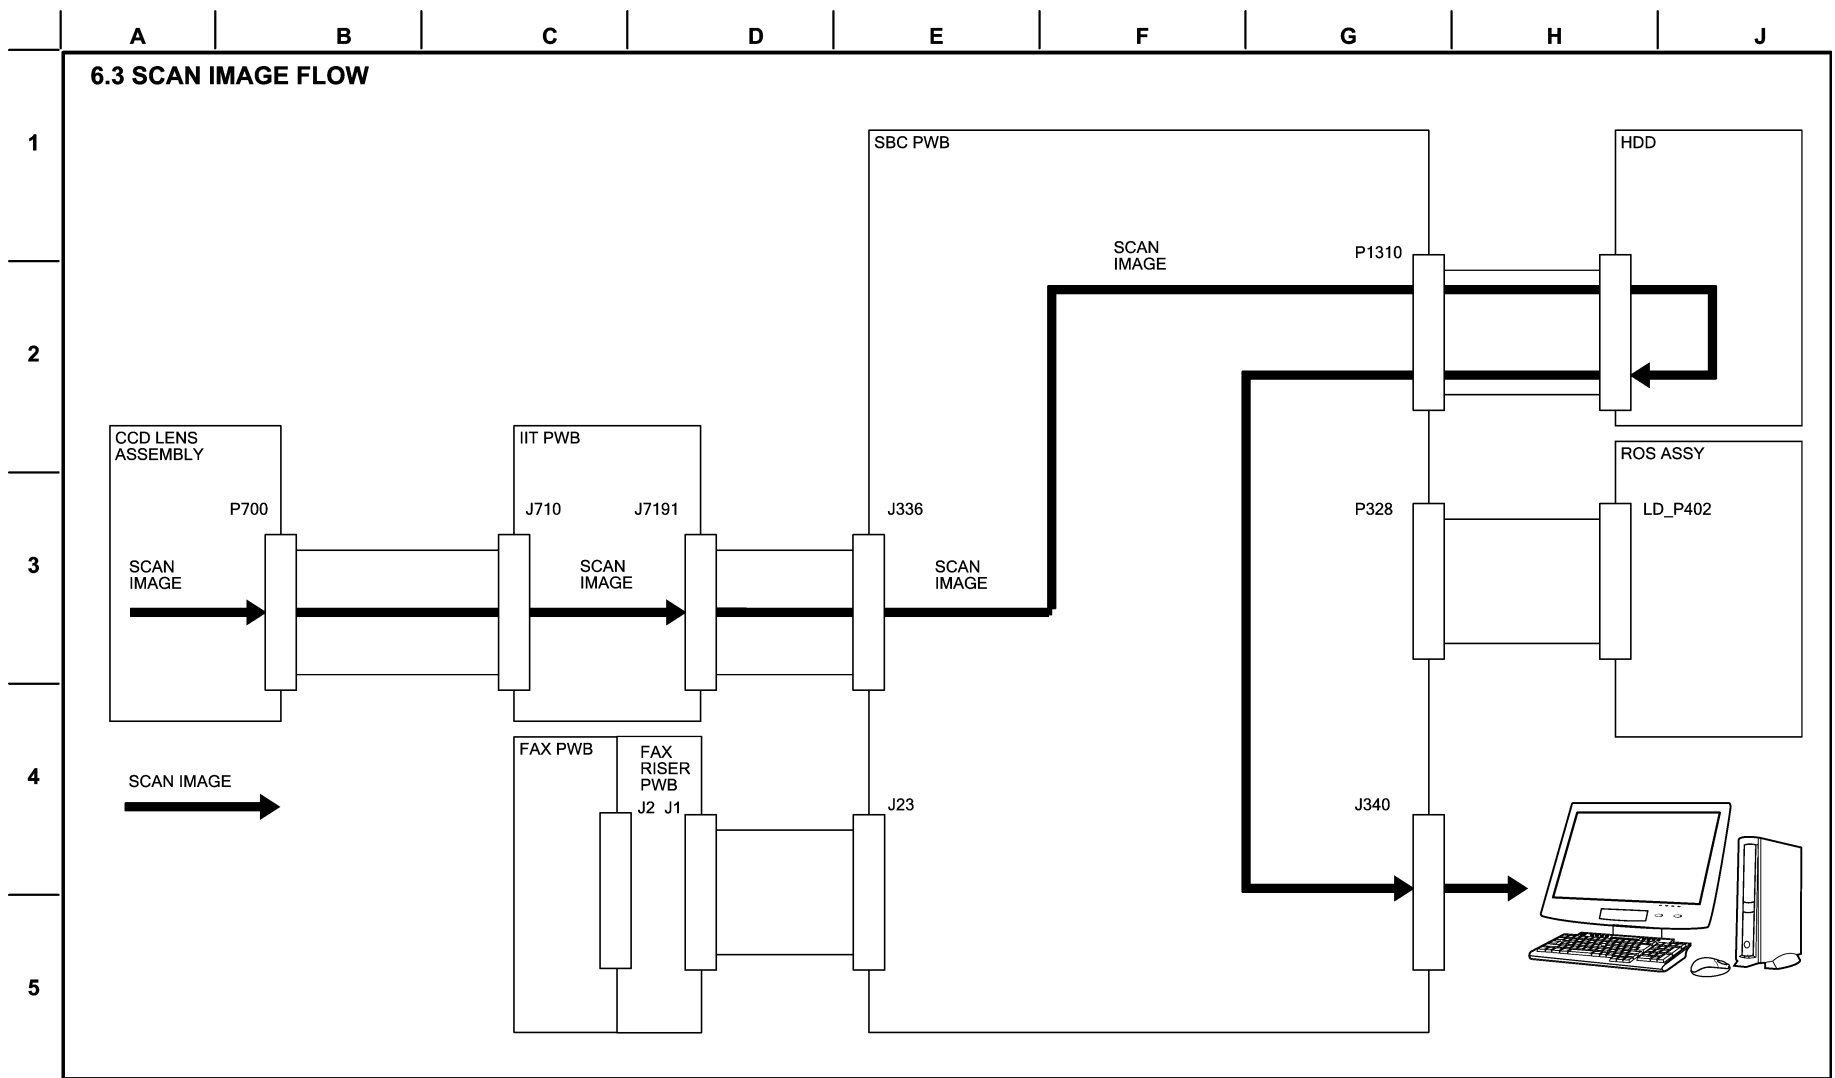 A B C D E F G H J
6.3 SCAN IMAGE FLOW
1
SBC PWB
HDD
SCAN
IMAGE
P1310
2
CCD LENS
ASSEMBLY
IIT PWB
ROS ASSY
P700
J710
J7191
J336
P328
LD_P402
3
SCAN
IMAGE
SCAN
IMAGE
SCAN
IMAGE
FAX PWB
FAX
RISER
PWB
4
SCAN IMAGE
J2 J1
J23
J340
5